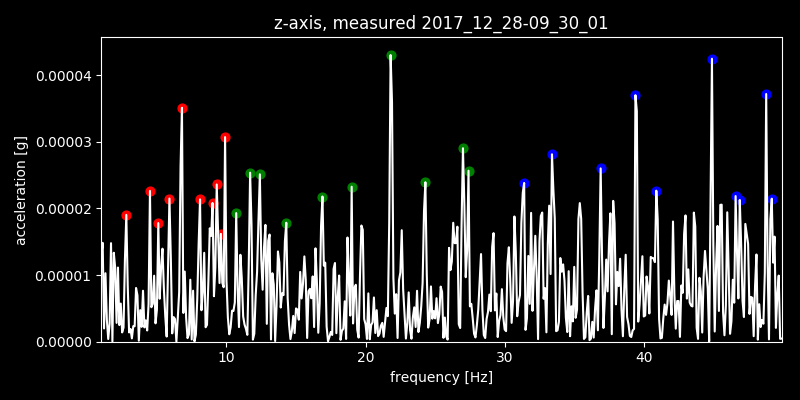 z-axis, measured 2017_12_28-09_30_01
0.00004
0.00003
0.00002
0.00001
0.00000
acceleration [g]
10 20 30 40
frequency [Hz]